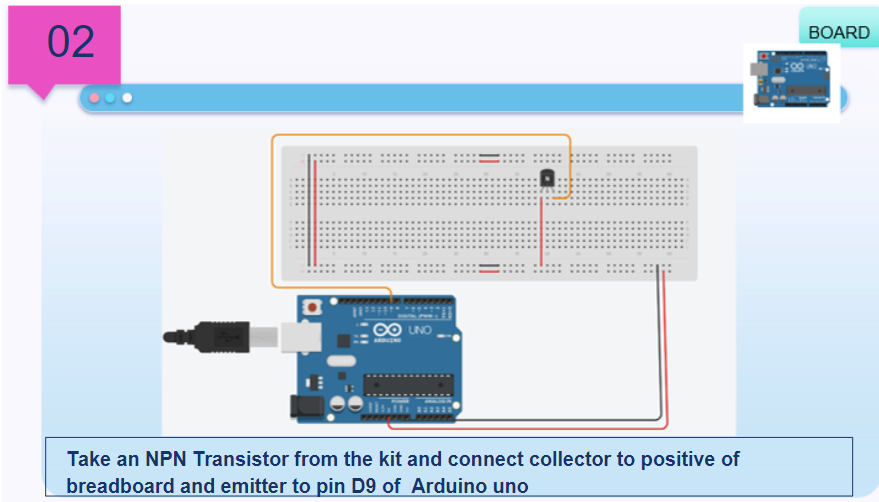 02
BOARD
UNO
ARDUINO
Take an NPN Transistor from the kit and connect collector to positive of
breadboard and emitter to pin D9 of Arduino uno